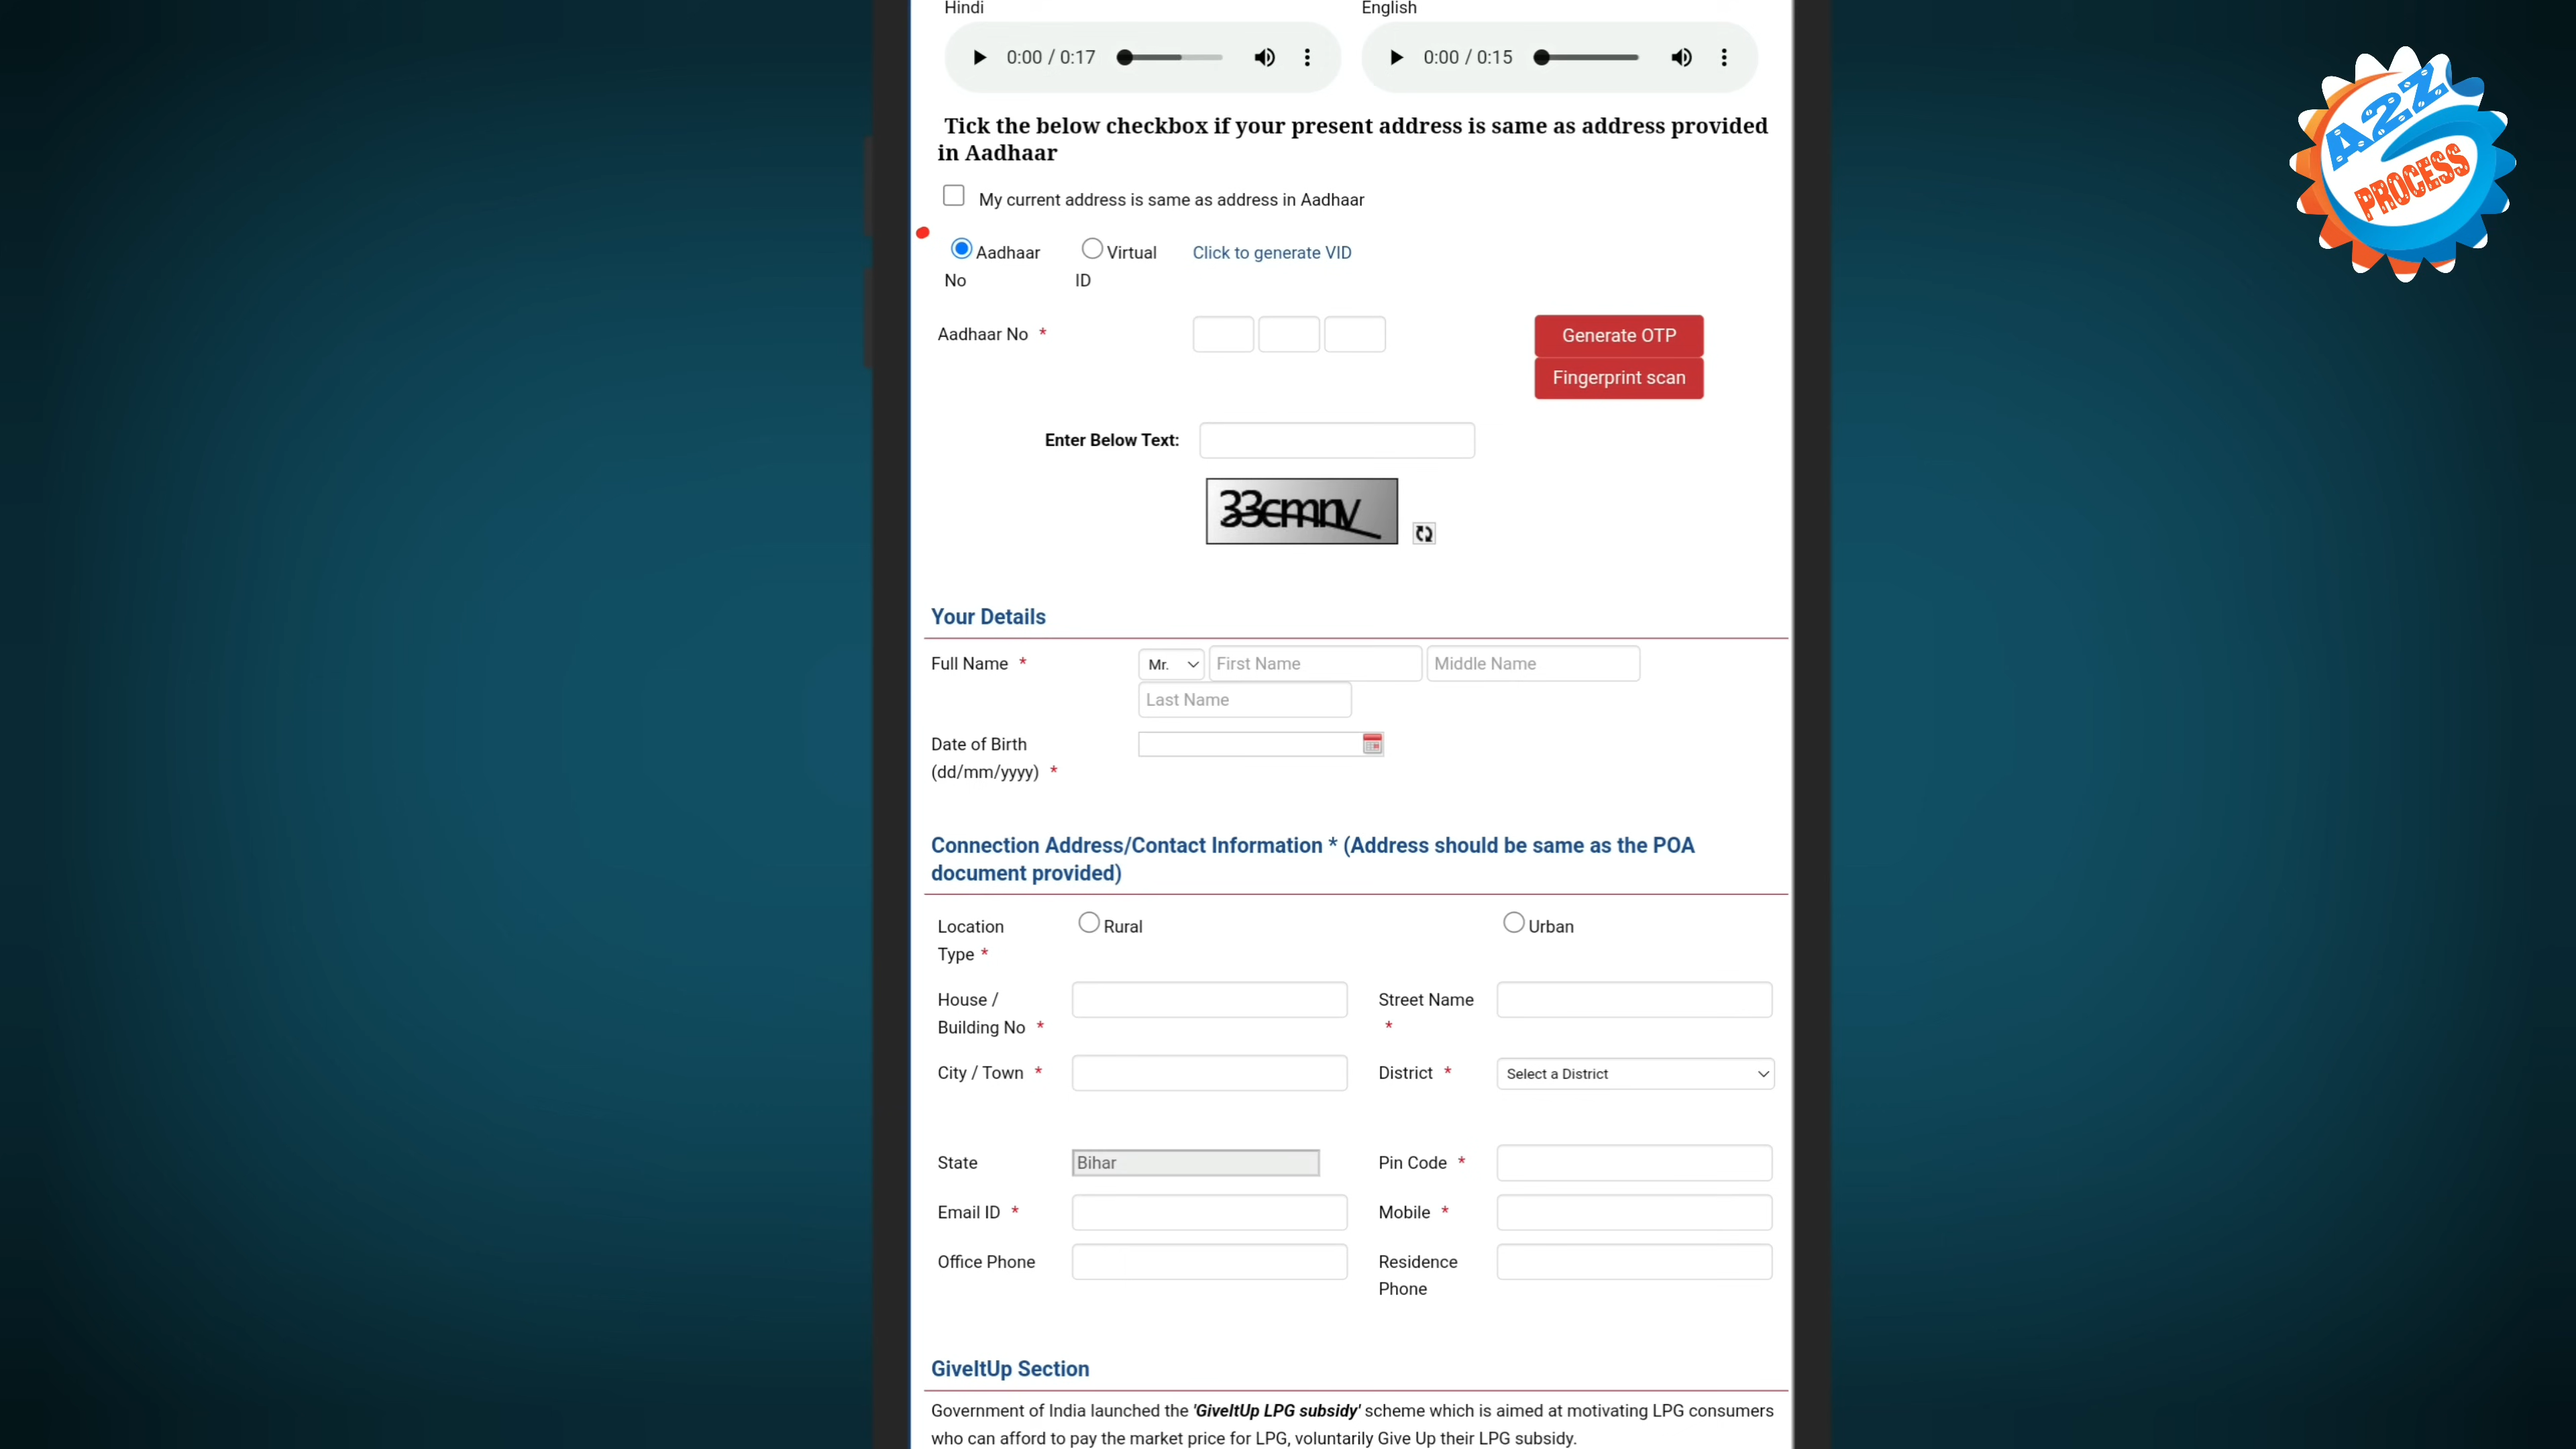 Hindi English
0:00 / 0:17 0:00 / 0:15
A2Z
PROCESS
Tick the below checkbox if your present address is same as address provided
in Aadhaar
My current address is same as address in Aadhaar
Aadhaar Virtual Click to generate VID
No ID
Aadhaar No * Generate OTP
Fingerprint scan
Enter Below Text:
33cmnv
Your Details
Full Name * Mr. First Name Middle Name
Last Name
Date of Birth
(dd/mm/yyyy) *
Connection Address/Contact Information * (Address should be same as the POA
document provided)
Location Rural Urban
Type *
House / Street Name
Building No * *
City / Town * District * Select a District
State Bihar Pin Code *
Email ID * Mobile *
Office Phone Residence
Phone
GiveItUp Section
Government of India launched the 'GiveItUp LPG subsidy' scheme which is aimed at motivating LPG consumers
who can afford to pay the market price for LPG, voluntarily Give Up their LPG subsidy.